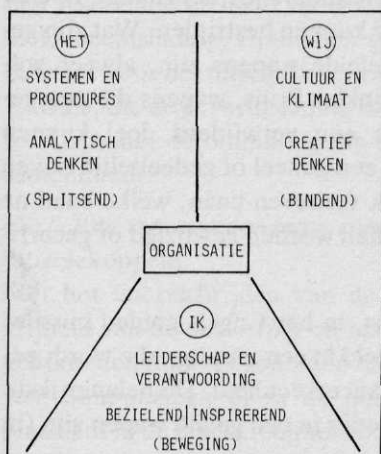 HET
SYSTEMEN EN
PROCEDURES
ANALYTISCH
DENKEN
(SPLITSEND)
WIJ
CULTUUR EN
KLIMAAT
CREATIEF
DENKEN
(BINDEND)
ORGANISATIE
IK
LEIDERSCHAP EN
VERANTWOORDING
BEZIELEND|INSPIREREND
(BEWEGING)